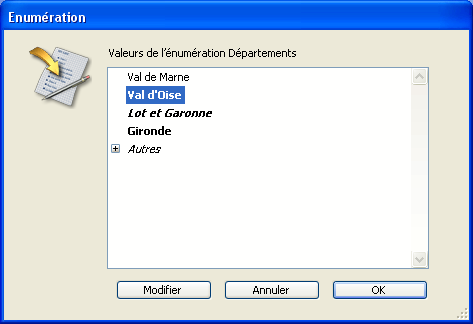 Enumération
Valeurs de l'énumération Départements
Val de Marne
Val d'Oise
Lot et Garonne
Gironde
Autres
Modifier
Annuler
OK